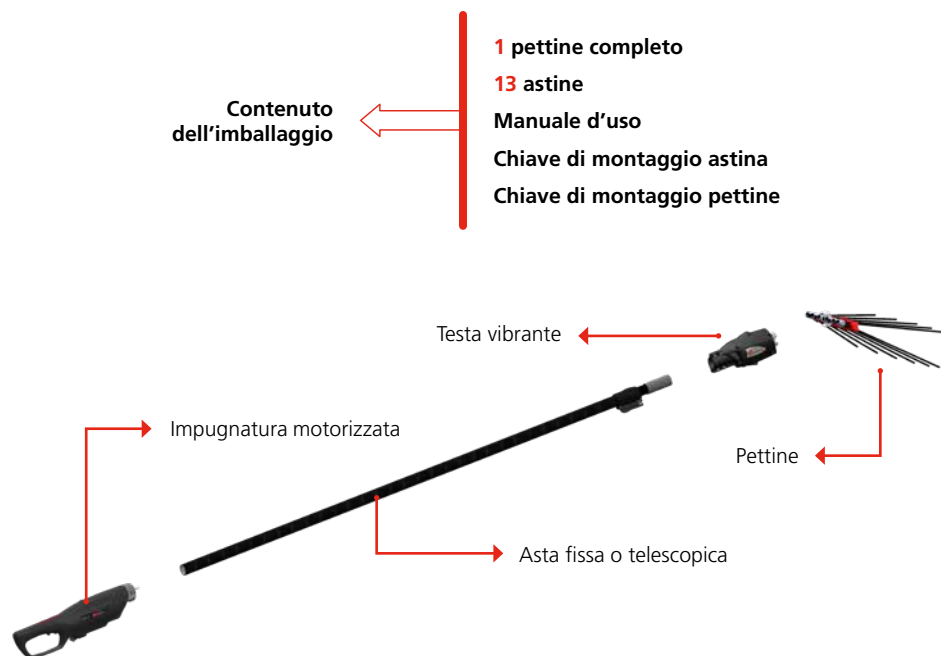 Contenuto
dell'imballaggio
1 pettine completo
13 astine
Manuale d'uso
Chiave di montaggio astina
Chiave di montaggio pettine
Testa vibrante
Impugnatura motorizzata
Pettine
Asta fissa o telescopica